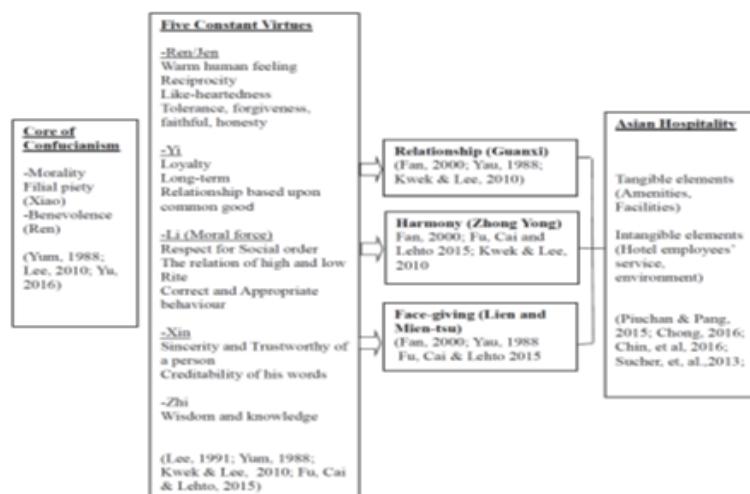 Core of
Confucianism
-Morality
Filial piety
(Xiao)
-Benevolence
(Ren)
(Yum, 1988;
Lee, 2010; Yu,
2016)
Five Constant Virtues
-Ren/Jen
Warm human feeling
Reciprocity
Like-heartedness
Tolerance, forgiveness,
faithful, honesty
-Yi
Loyalty
Long-term
Relationship based upon
common good
-Li (Moral force)
Respect for Social order
The relation of high and low
Rite
Correct and Appropriate
behaviour
-Xin
Sincerity and Trustworthy of
a person
Creditability of his words
-Zhi
Wisdom and knowledge
(Lee, 1991; Yum, 1988;
Kwek & Lee, 2010; Fu, Cai
& Lehto, 2015)
Relationship (Guanxi)
(Fan, 2000; Yau, 1988;
Kwek & Lee, 2010)
Harmony (Zhong Yong)
Fan, 2000; Fu, Cai and
Lehto 2015; Kwek & Lee,
2010
Face-giving (Lien and
Mien-tsu)
(Fan, 2000; Yau, 1988
Fu, Cai & Lehto 2015
Asian Hospitality
Tangible elements
(Amenities,
Facilities)
Intangible elements
(Hotel employees'
service,
environment)
(Piuchan & Pang,
2015; Chong, 2016;
Chin, et al, 2016;
Sucher, et, al.,2013;